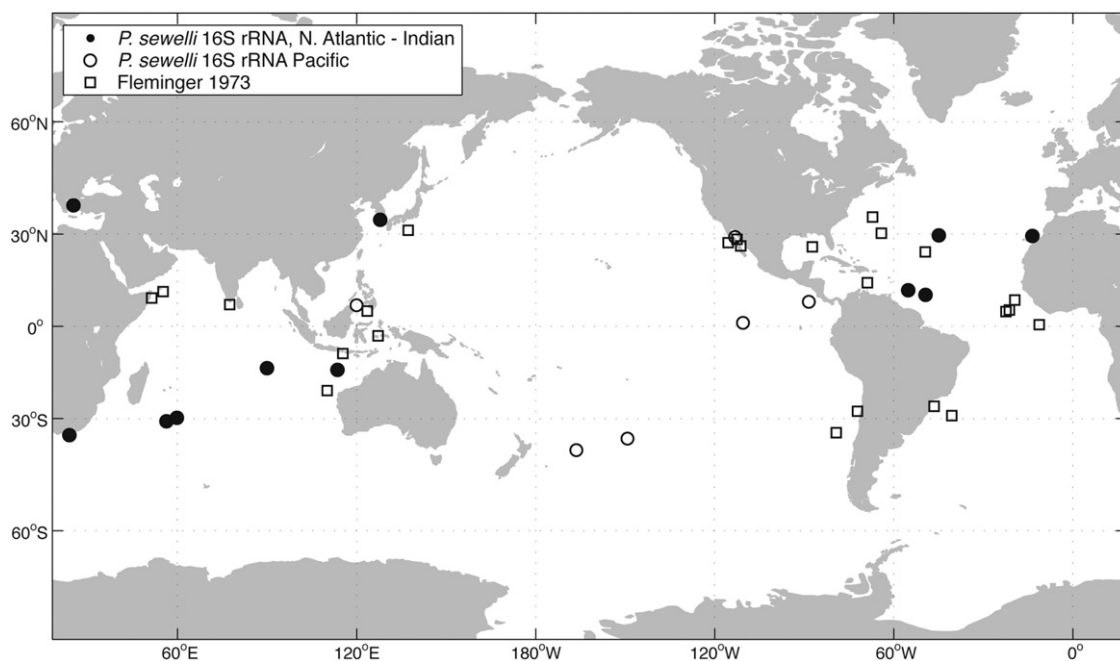 P. sewelli 16S rRNA, N. Atlantic - Indian
P. sewelli 16S rRNA Pacific
Fleminger 1973
60°N
30°N
0°
30°S
60°S
60°E 120°E 180°W 120°W 60°W 0°